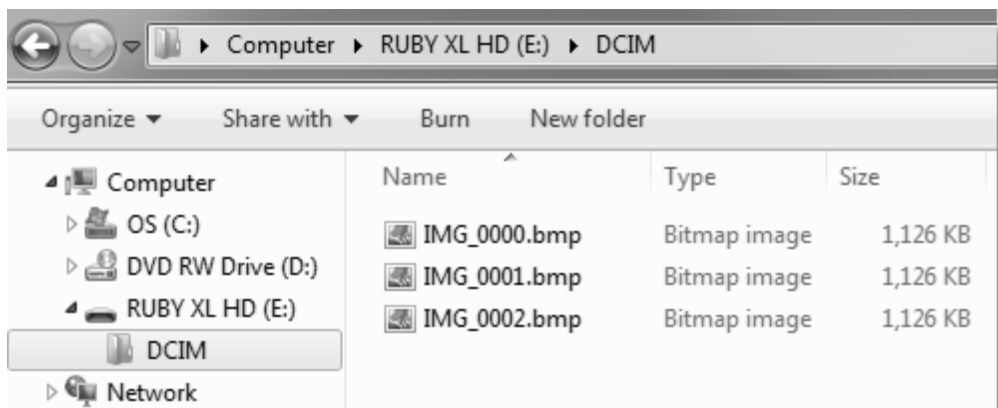 Computer RUBY XL HD (E:) DCIM
Organize Share with Burn New folder
Computer
OS (C:)
DVD RW Drive (D:)
RUBY XL HD (E:)
DCIM
Network
Name Type Size
IMG_0000.bmp Bitmap image 1,126 KB
IMG_0001.bmp Bitmap image 1,126 KB
IMG_0002.bmp Bitmap image 1,126 KB